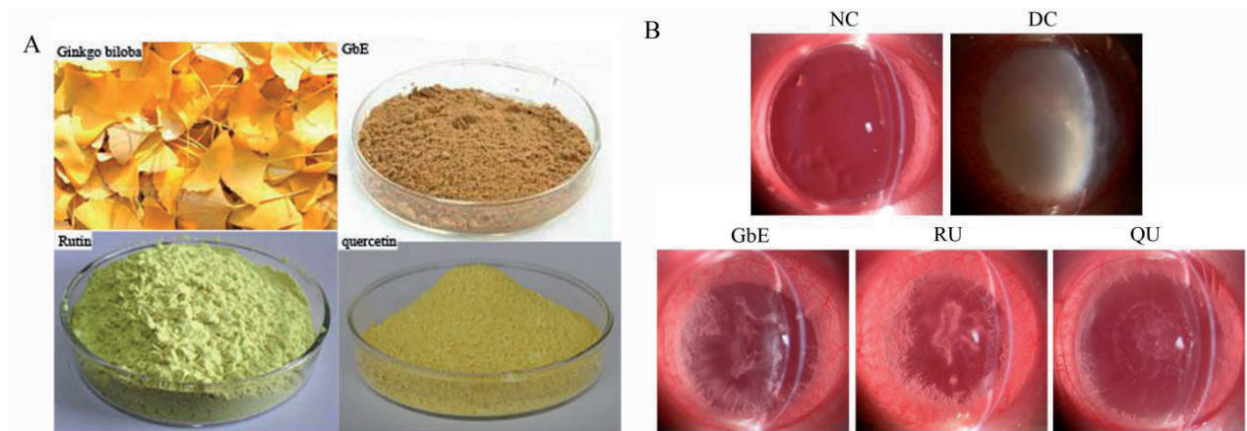 A
Ginkgo biloba
GbE
Rutin
quercetin
B
NC
DC
GbE
RU
QU